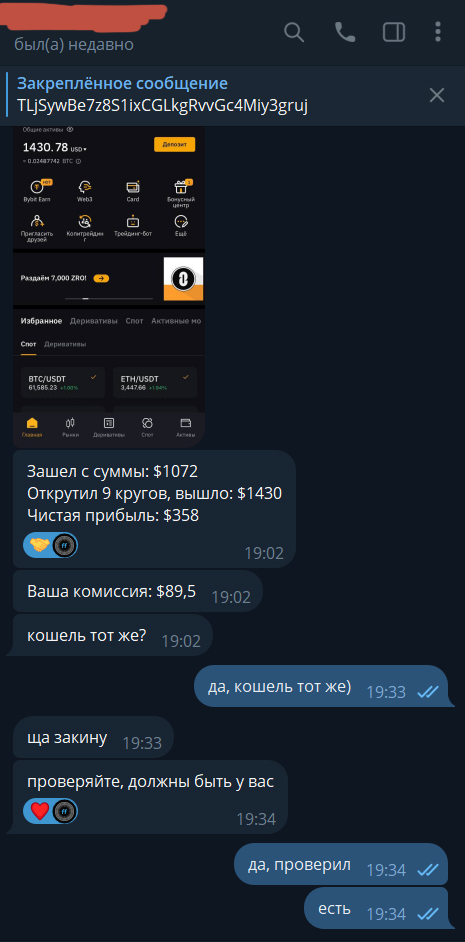 был(а) недавно
Закреплённое сообщение
TLjSywBe7z8S1ixCGLkgRvvGc4Miy3gruj
Общие активы
1430.78 USD
Депозит
≈ 0.02487742 BTC
HOT
Bybit Earn
Web3
Card
Бонусный центр
Пригласить друзей
Копитрейдинг
Трейдинг-бот
Ещё
Раздаём 7,000 ZRO!
Избранное Деривативы Спот Активные мо
Спот Деривативы
BTC/USDT
61,585.23 +1.00%
ETH/USDT
3,447.66 +1.84%
Главная
Рынки
Деривативы
Спот
Активы
Зашел с суммы: $1072
Открутил 9 кругов, вышло: $1430
Чистая прибыль: $358
19:02
Ваша комиссия: $89,5 19:02
кошель тот же? 19:02
да, кошель тот же) 19:33
ща закину 19:33
проверяйте, должны быть у вас
19:34
да, проверил 19:34
есть 19:34